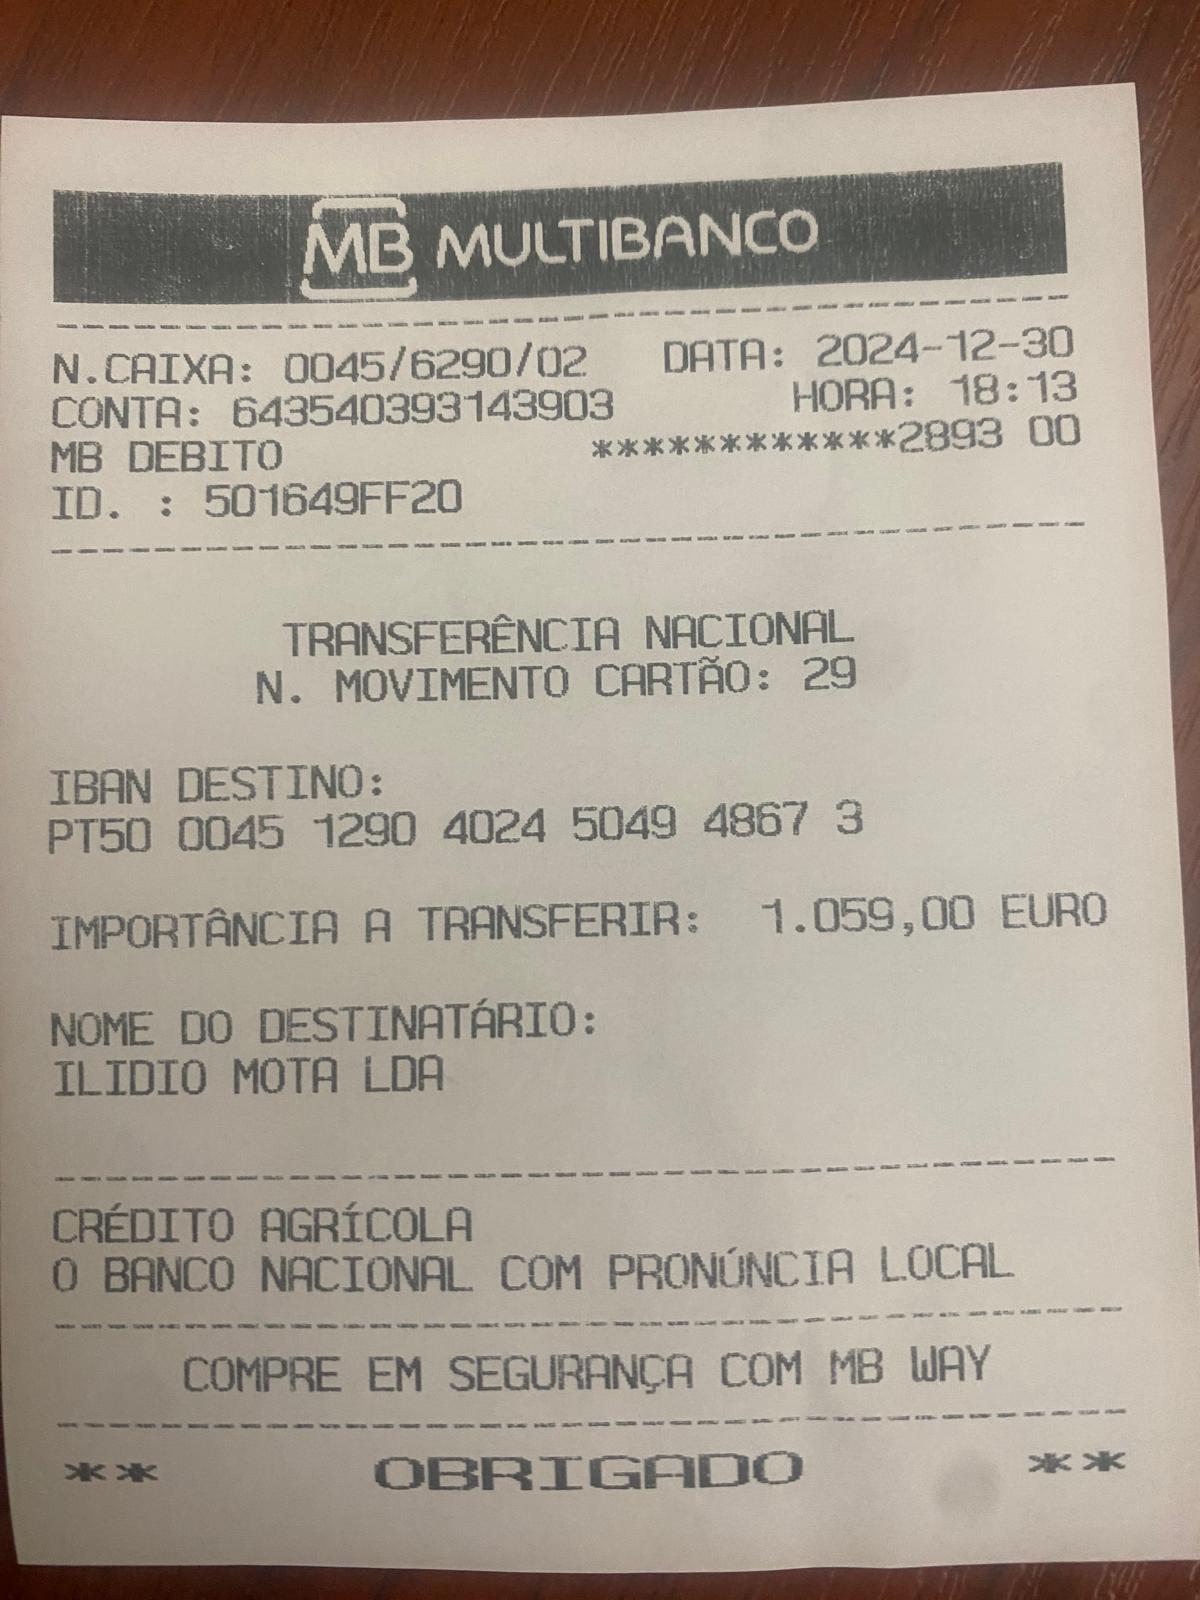 MB MULTIBANCO
N.CAIXA: 0045/6290/02 DATA: 2024-12-30
CONTA: 643540393143903 HORA: 18:13
MB DEBITO ************2893 00
ID. : 501649FF20
TRANSFERÊNCIA NACIONAL
N. MOVIMENTO CARTÃO: 29
IBAN DESTINO:
PT50 0045 1290 4024 5049 4867 3
IMPORTÂNCIA A TRANSFERIR: 1.059,00 EURO
NOME DO DESTINATÁRIO:
ILIDIO MOTA LDA
CRÉDITO AGRÍCOLA
O BANCO NACIONAL COM PRONÚNCIA LOCAL
COMPRE EM SEGURANÇA COM MB WAY
** OBRIGADO **